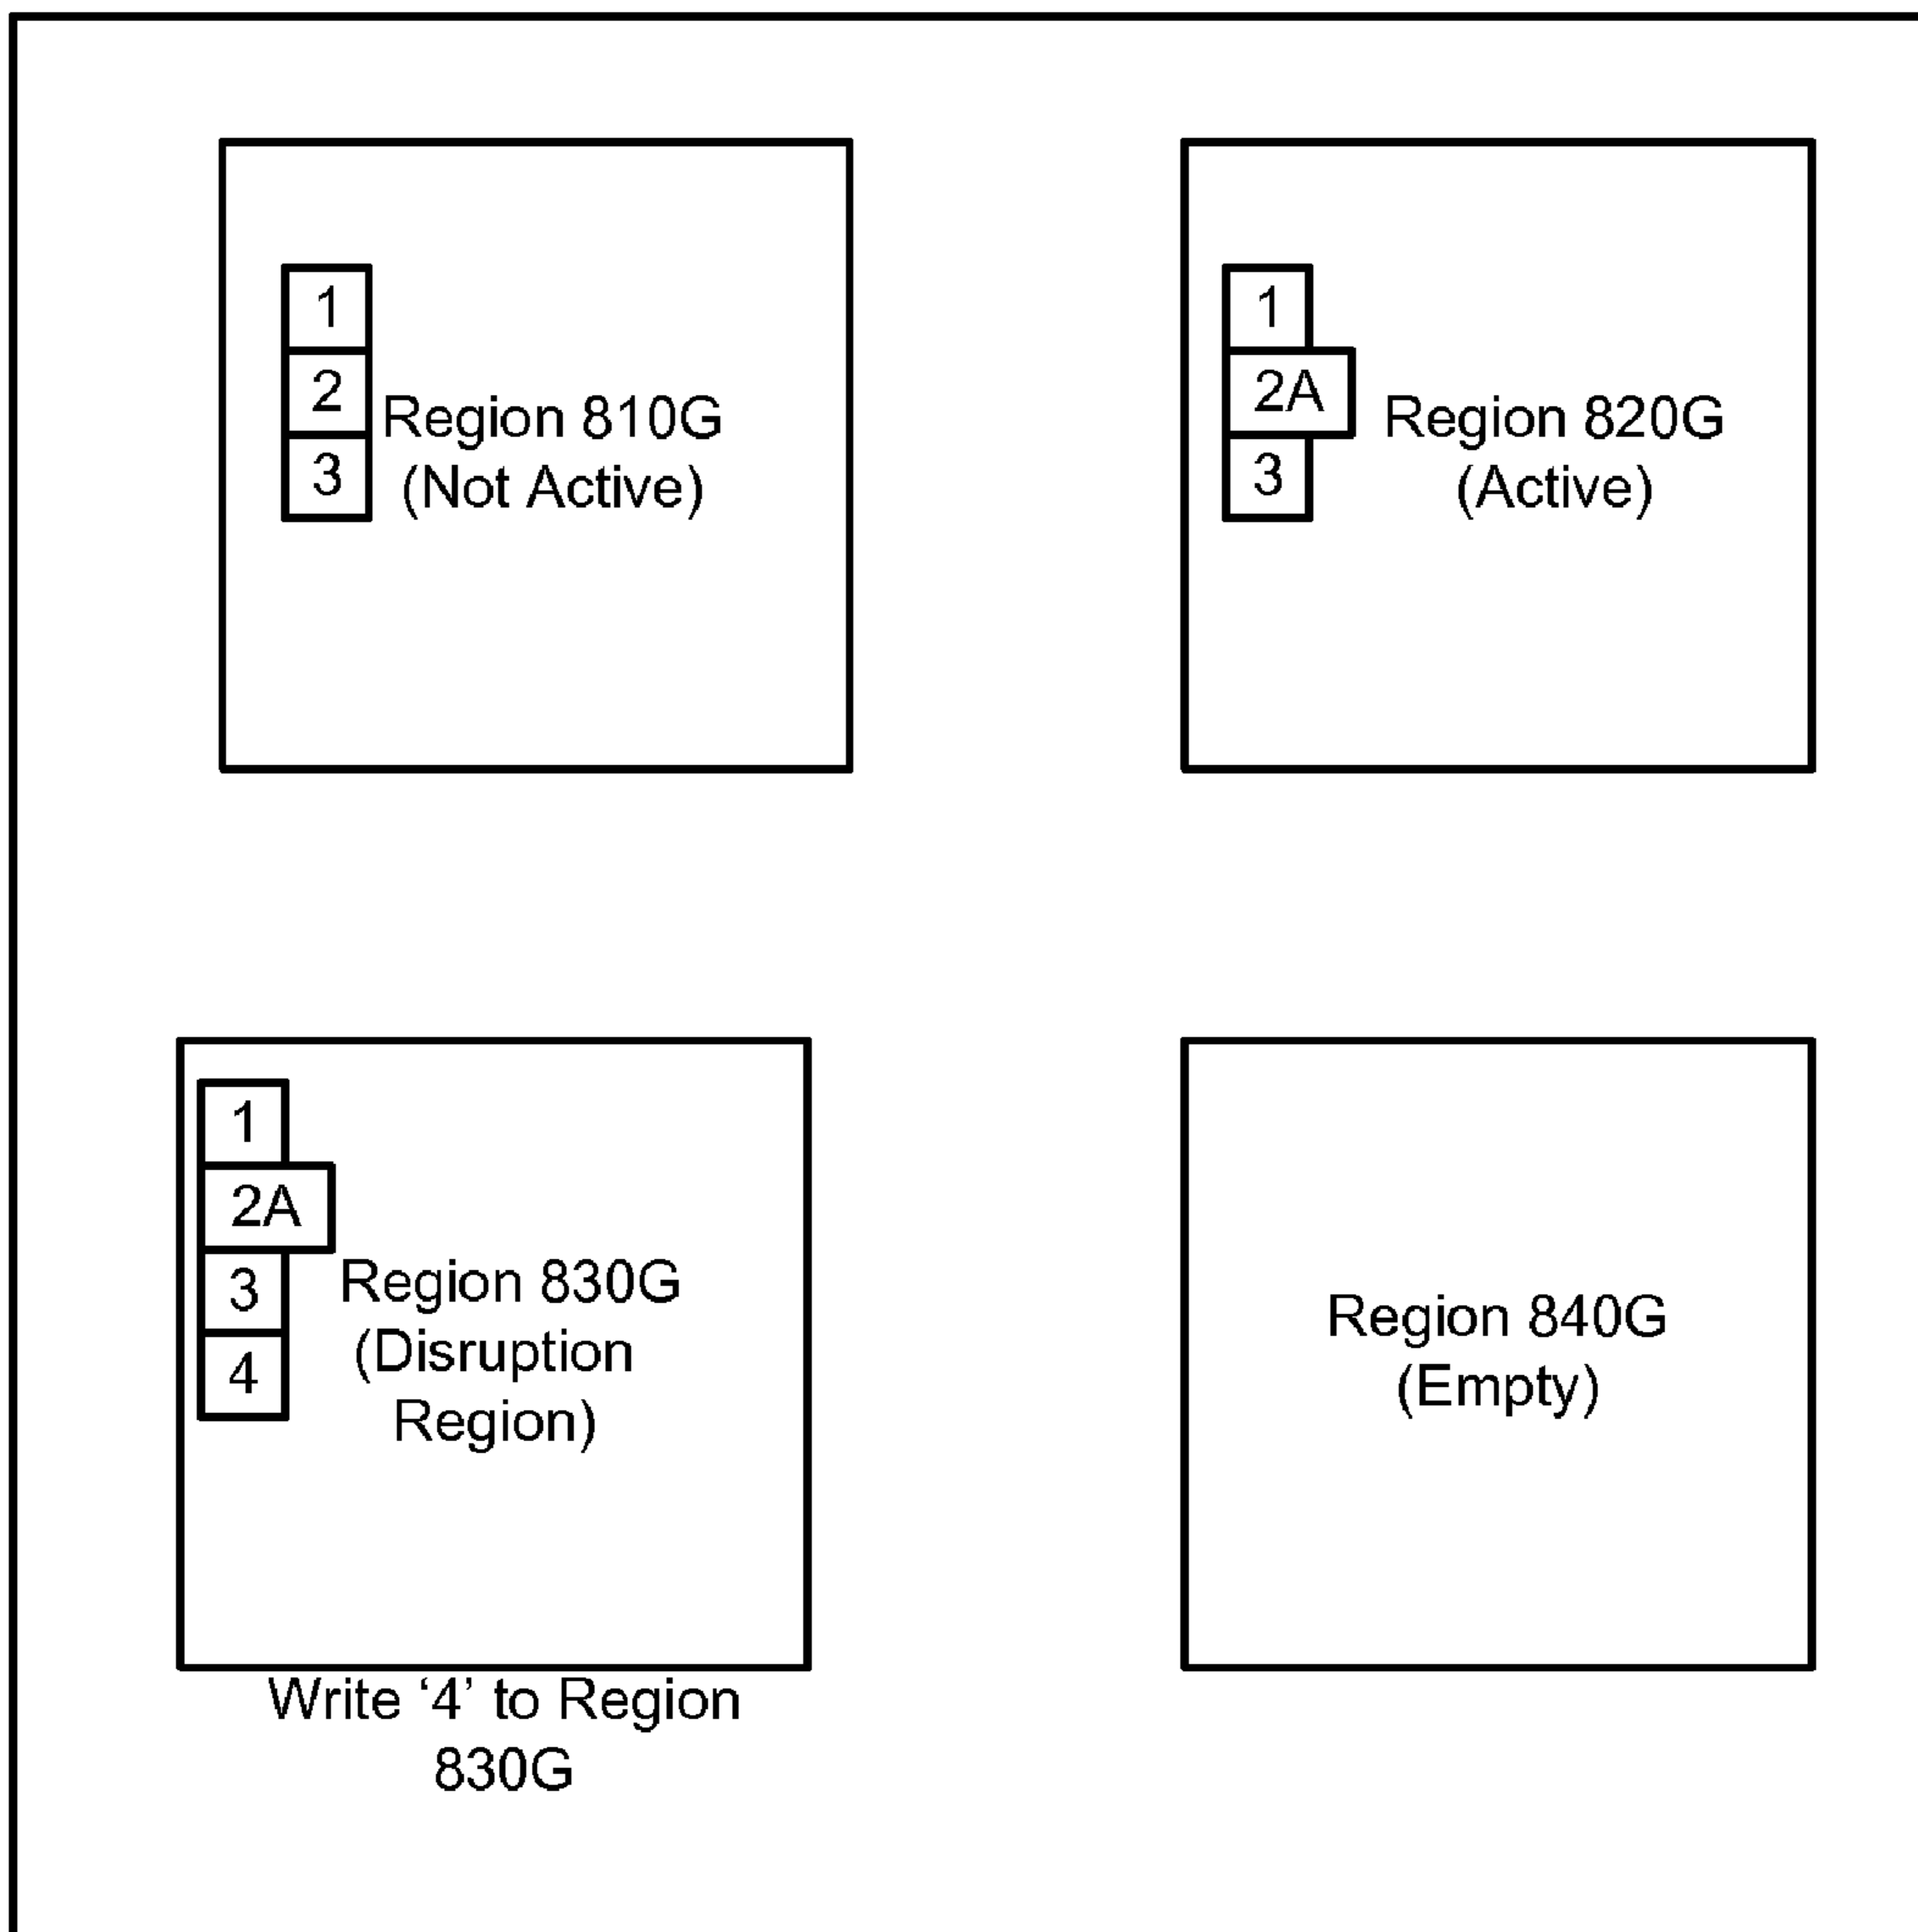 1
2
3
Region 810G
(Not Active)
1
2A
3
Region 820G
(Active)
1
2A
3
4
Region 830G
(Disruption
Region)
Region 840G
(Empty)
Write ‘4’ to Region
830G